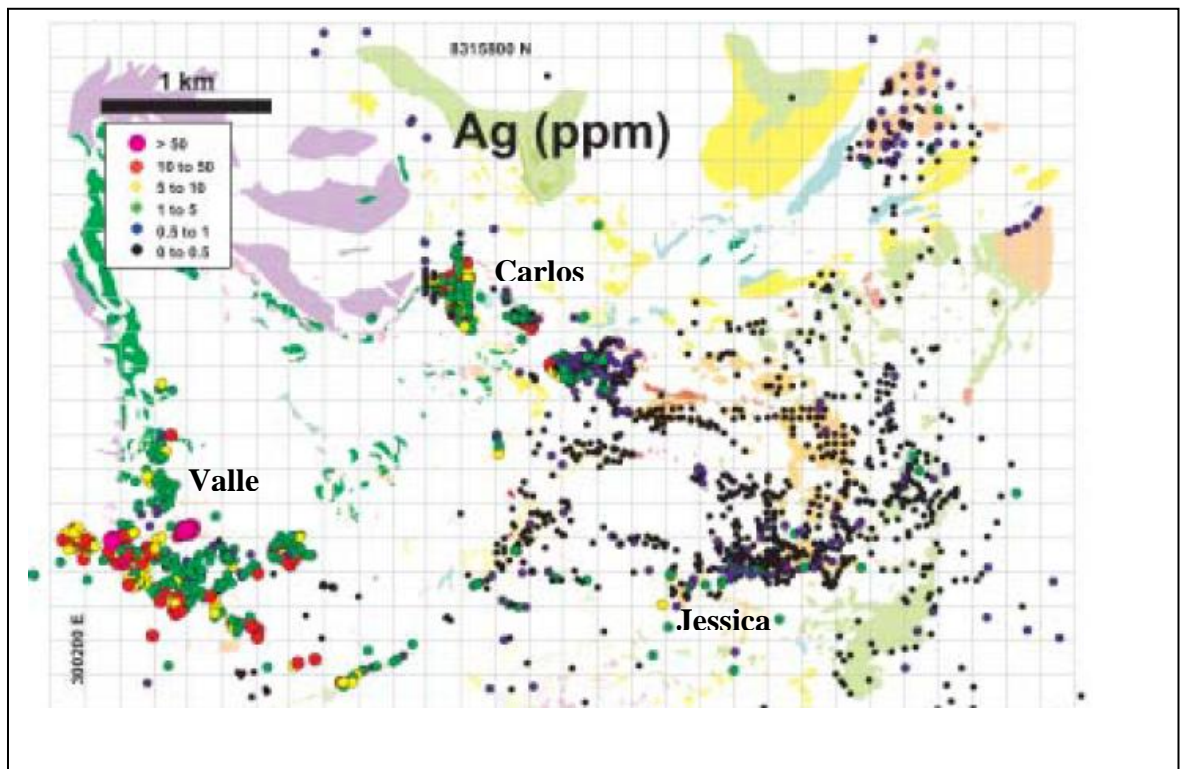 8315800 N
1 km
Ag (ppm)
> 50
10 to 50
5 to 10
1 to 5
0.5 to 1
0 to 0.5
Carlos
Valle
Jessica
300200 E